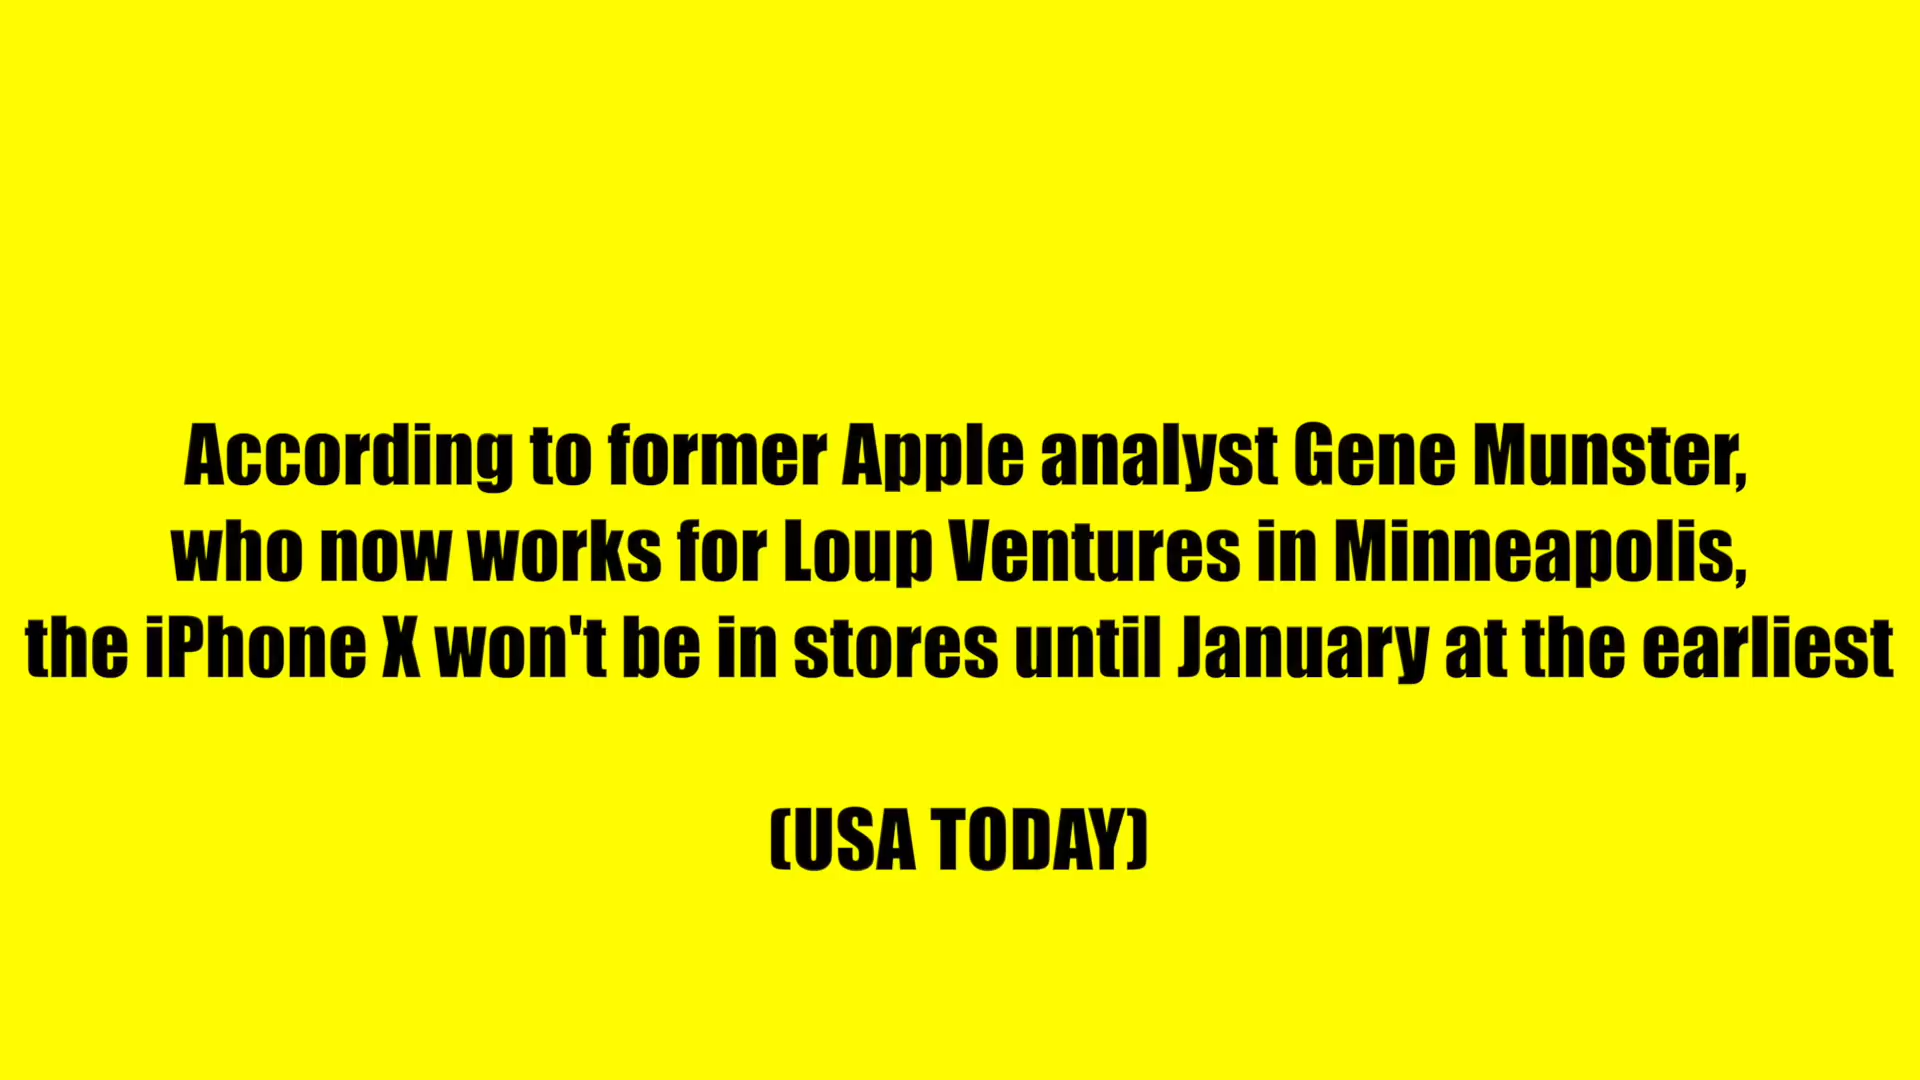 According to former Apple analyst Gene Munster,
who now works for Loup Ventures in Minneapolis,
the iPhone X won't be in stores until January at the earliest
(USA TODAY)